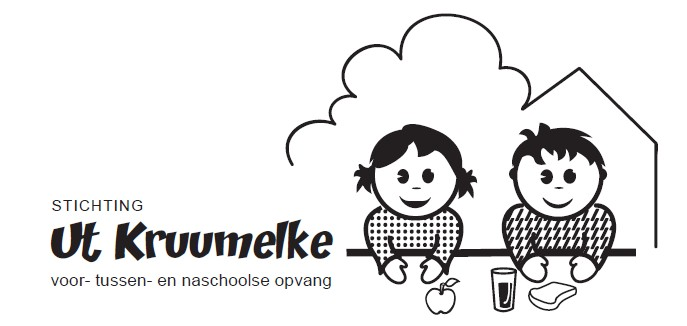 STICHTING
Ut Kruumelke
voor- tussen- en naschoolse opvang